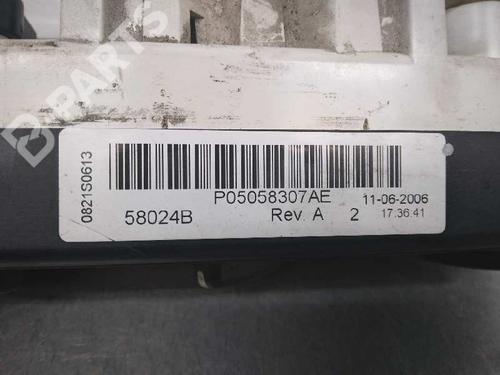 B-PARTS
0821S0613
P05058307AE
11-06-2006
58024B
Rev. A 2
17:36:41